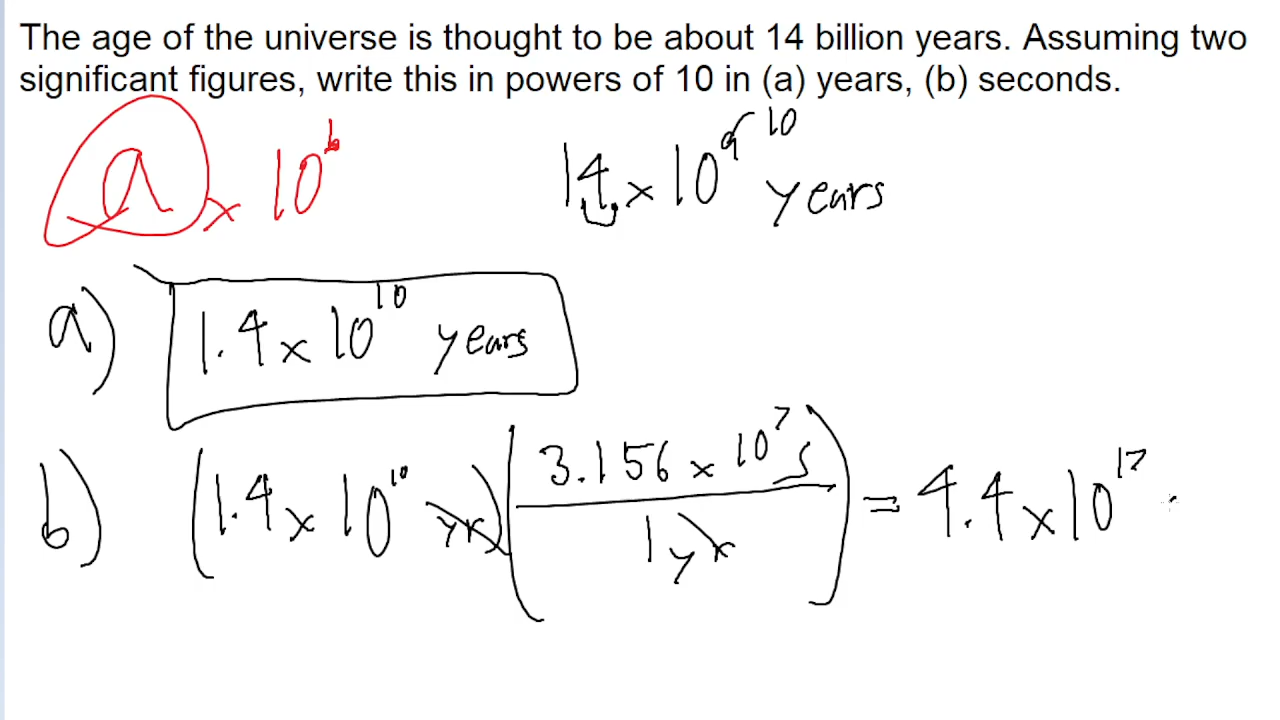 The age of the universe is thought to be about 14 billion years. Assuming two
significant figures, write this in powers of 10 in (a) years, (b) seconds.
a × 10^b
14. × 10^9 10 years
a) 1.4 × 10^10 years
b) (1.4 × 10^10 yr) (3.156 × 10^7 s / 1 yr) = 4.4 × 10^17